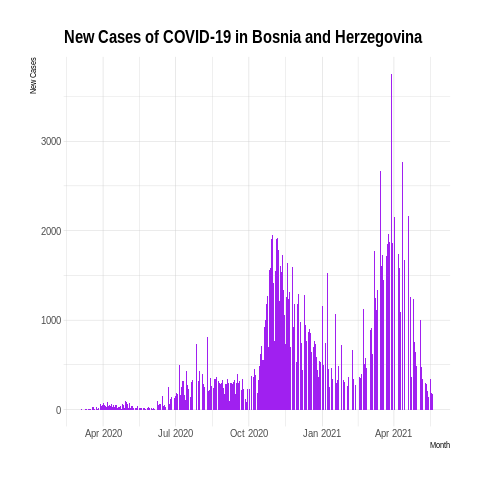 New Cases of COVID-19 in Bosnia and Herzegovina
New Cases
3000
2000
1000
0
Apr 2020 Jul 2020 Oct 2020 Jan 2021 Apr 2021
Month